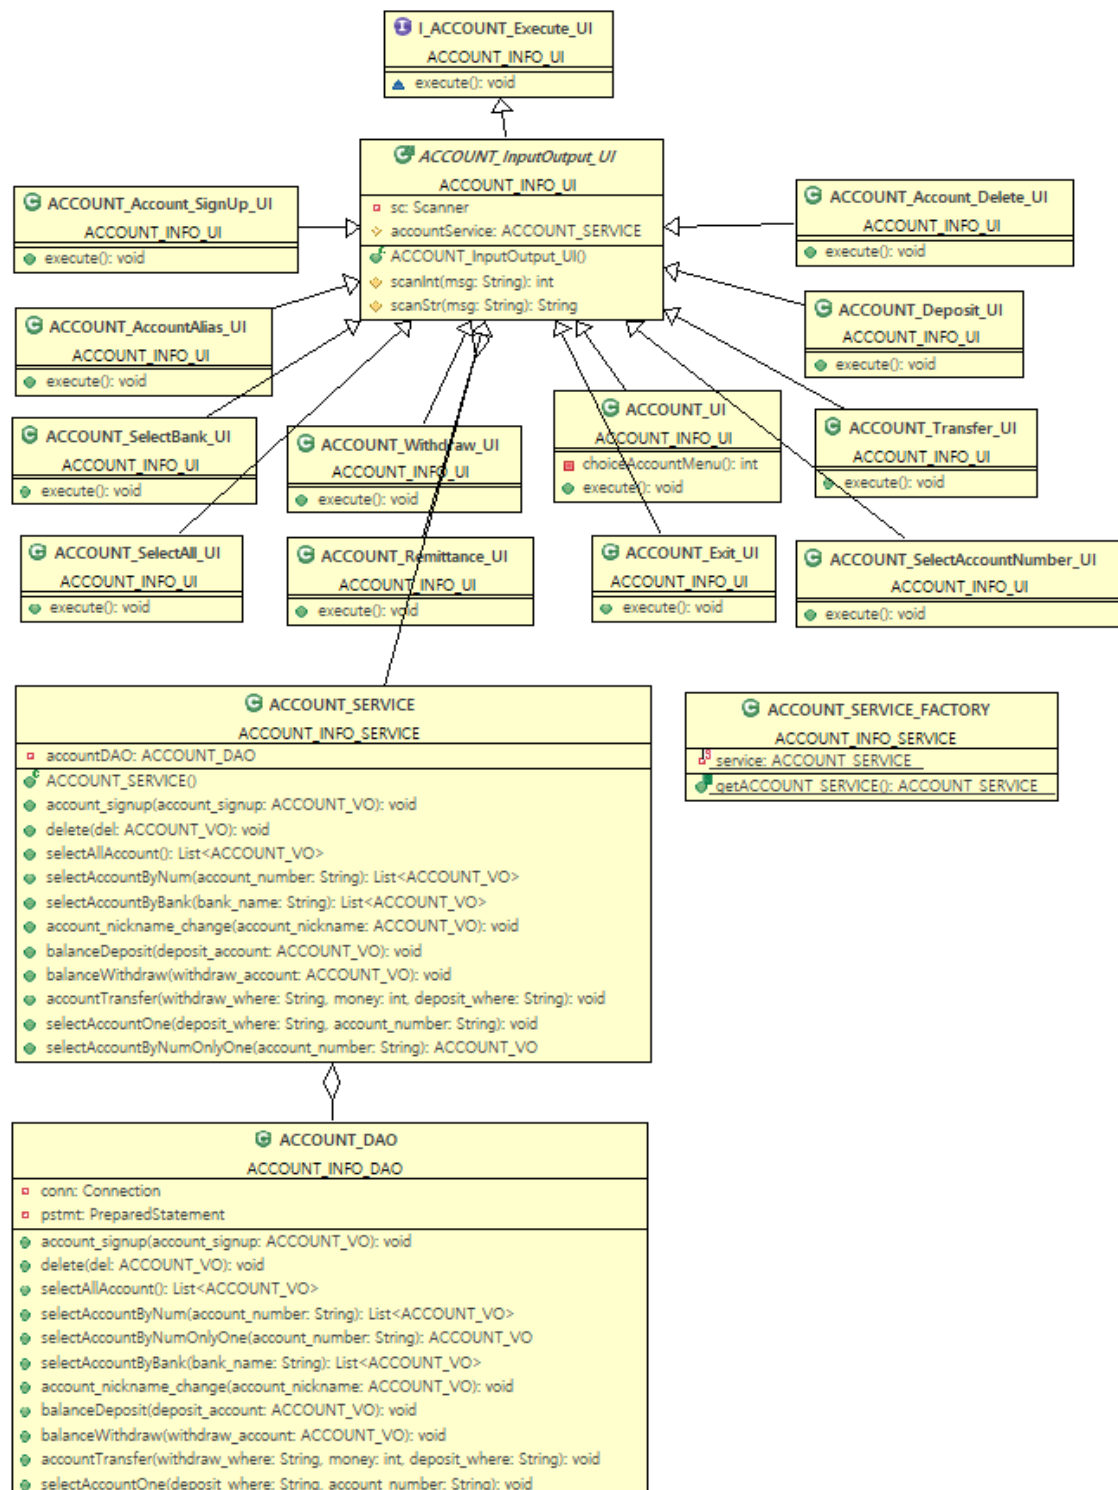 I_ACCOUNT_Execute_UI
ACCOUNT_INFO_UI
execute(): void
ACCOUNT_InputOutput_UI
ACCOUNT_INFO_UI
sc: Scanner
accountService: ACCOUNT_SERVICE
ACCOUNT_InputOutput_UI()
scanInt(msg: String): int
scanStr(msg: String): String
ACCOUNT_Account_SignUp_UI
ACCOUNT_INFO_UI
execute(): void
ACCOUNT_Account_Delete_UI
ACCOUNT_INFO_UI
execute(): void
ACCOUNT_AccountAlias_UI
ACCOUNT_INFO_UI
execute(): void
ACCOUNT_Deposit_UI
ACCOUNT_INFO_UI
execute(): void
ACCOUNT_SelectBank_UI
ACCOUNT_INFO_UI
execute(): void
ACCOUNT_Withdraw_UI
ACCOUNT_INFO_UI
execute(): void
ACCOUNT_UI
ACCOUNT_INFO_UI
choiceAccountMenu(): int
execute(): void
ACCOUNT_Transfer_UI
ACCOUNT_INFO_UI
execute(): void
ACCOUNT_SelectAll_UI
ACCOUNT_INFO_UI
execute(): void
ACCOUNT_Remittance_UI
ACCOUNT_INFO_UI
execute(): void
ACCOUNT_Exit_UI
ACCOUNT_INFO_UI
execute(): void
ACCOUNT_SelectAccountNumber_UI
ACCOUNT_INFO_UI
execute(): void
ACCOUNT_SERVICE
ACCOUNT_INFO_SERVICE
accountDAO: ACCOUNT_DAO
ACCOUNT_SERVICE()
account_signup(account_signup: ACCOUNT_VO): void
delete(del: ACCOUNT_VO): void
selectAllAccount(): List<ACCOUNT_VO>
selectAccountByNum(account_number: String): List<ACCOUNT_VO>
selectAccountByBank(bank_name: String): List<ACCOUNT_VO>
account_nickname_change(account_nickname: ACCOUNT_VO): void
balanceDeposit(deposit_account: ACCOUNT_VO): void
balanceWithdraw(withdraw_account: ACCOUNT_VO): void
accountTransfer(withdraw_where: String, money: int, deposit_where: String): void
selectAccountOne(deposit_where: String, account_number: String): void
selectAccountByNumOnlyOne(account_number: String): ACCOUNT_VO
ACCOUNT_SERVICE_FACTORY
ACCOUNT_INFO_SERVICE
service: ACCOUNT_SERVICE
getACCOUNT_SERVICE(): ACCOUNT_SERVICE
ACCOUNT_DAO
ACCOUNT_INFO_DAO
conn: Connection
pstmt: PreparedStatement
account_signup(account_signup: ACCOUNT_VO): void
delete(del: ACCOUNT_VO): void
selectAllAccount(): List<ACCOUNT_VO>
selectAccountByNum(account_number: String): List<ACCOUNT_VO>
selectAccountByNumOnlyOne(account_number: String): ACCOUNT_VO
selectAccountByBank(bank_name: String): List<ACCOUNT_VO>
account_nickname_change(account_nickname: ACCOUNT_VO): void
balanceDeposit(deposit_account: ACCOUNT_VO): void
balanceWithdraw(withdraw_account: ACCOUNT_VO): void
accountTransfer(withdraw_where: String, money: int, deposit_where: String): void
selectAccountOne(deposit_where: String, account_number: String): void